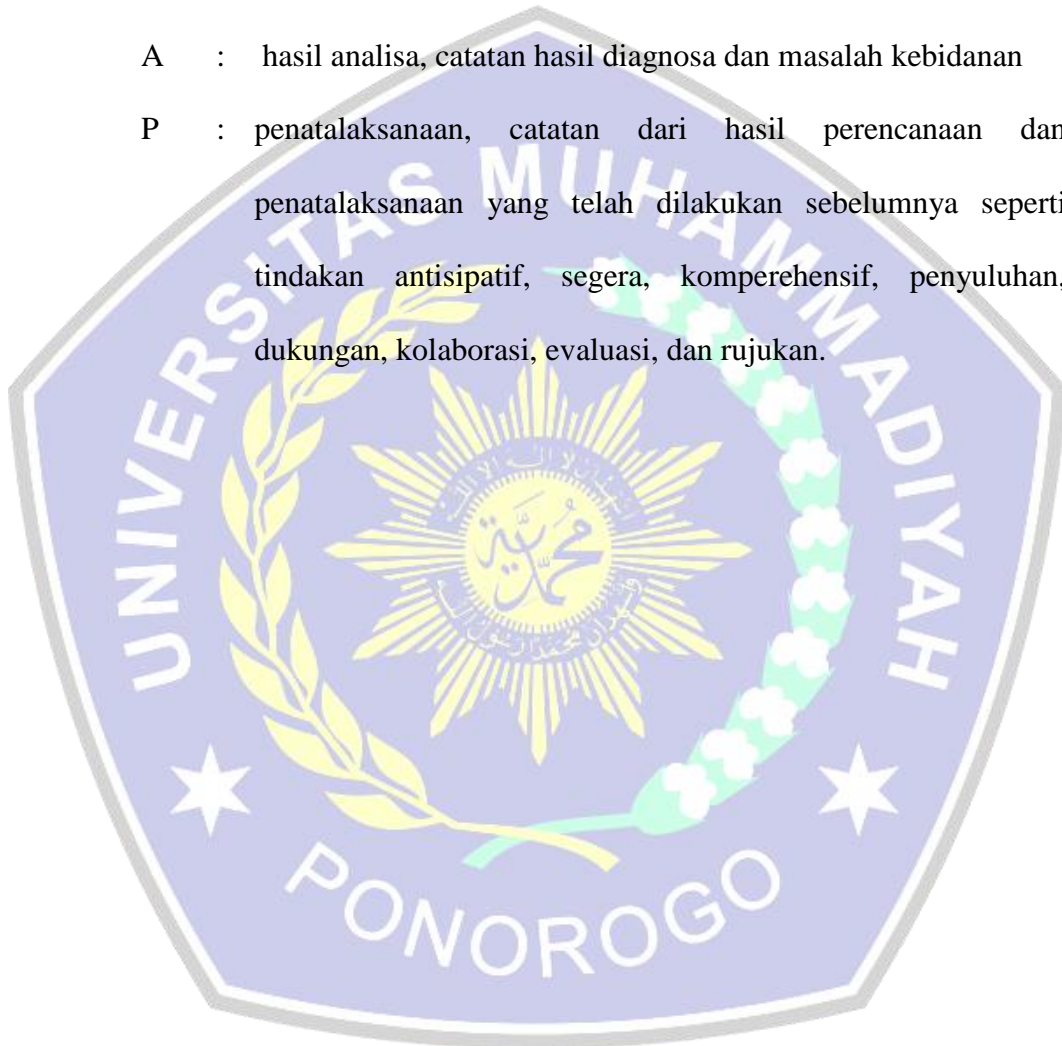 A : hasil analisa, catatan hasil diagnosa dan masalah kebidanan
P : penatalaksanaan, catatan dari hasil perencanaan dan
penatalaksanaan yang telah dilakukan sebelumnya seperti
tindakan antisipatif, segera, komperehensif, penyuluhan,
dukungan, kolaborasi, evaluasi, dan rujukan.
UNIVERSITAS MUHAMMADIYAH
محمدية
PONOROGO